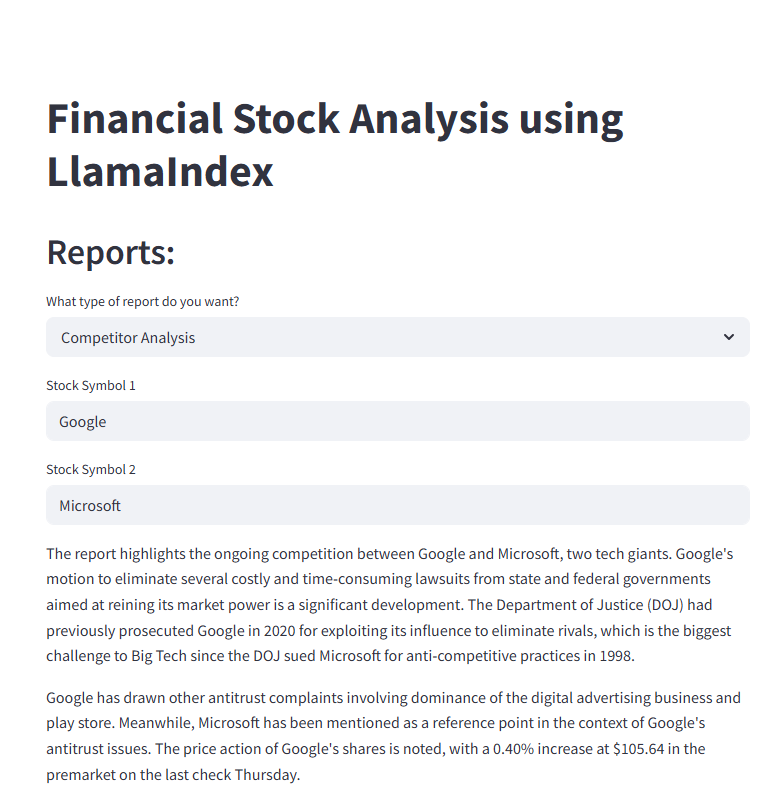 Financial Stock Analysis using
LlamaIndex
Reports:
What type of report do you want?
Competitor Analysis
Stock Symbol 1
Google
Stock Symbol 2
Microsoft
The report highlights the ongoing competition between Google and Microsoft, two tech giants. Google's
motion to eliminate several costly and time-consuming lawsuits from state and federal governments
aimed at reining its market power is a significant development. The Department of Justice (DOJ) had
previously prosecuted Google in 2020 for exploiting its influence to eliminate rivals, which is the biggest
challenge to Big Tech since the DOJ sued Microsoft for anti-competitive practices in 1998.
Google has drawn other antitrust complaints involving dominance of the digital advertising business and
play store. Meanwhile, Microsoft has been mentioned as a reference point in the context of Google's
antitrust issues. The price action of Google's shares is noted, with a 0.40% increase at $105.64 in the
premarket on the last check Thursday.